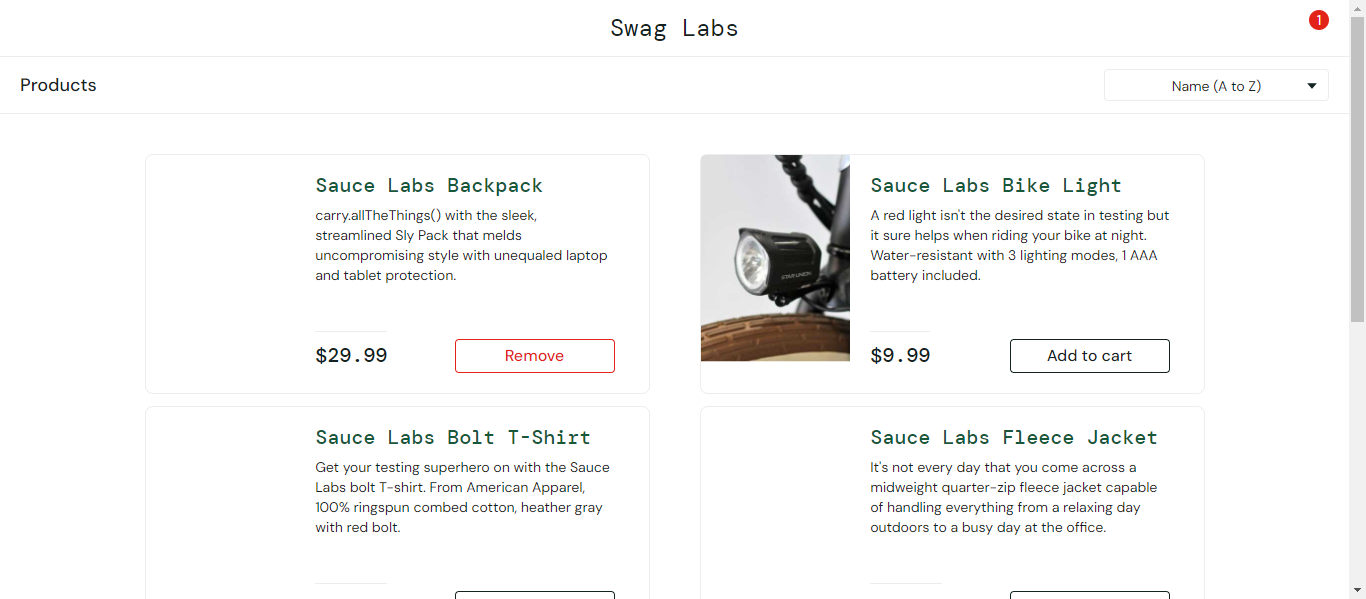 Swag Labs
1
Products
Name (A to Z)
Sauce Labs Backpack
carry.allTheThings() with the sleek,
streamlined Sly Pack that melds
uncompromising style with unequaled laptop
and tablet protection.
$29.99
Remove
Sauce Labs Bike Light
A red light isn't the desired state in testing but
it sure helps when riding your bike at night.
Water-resistant with 3 lighting modes, 1 AAA
battery included.
STAR UNION
$9.99
Add to cart
Sauce Labs Bolt T-Shirt
Get your testing superhero on with the Sauce
Labs bolt T-shirt. From American Apparel,
100% ringspun combed cotton, heather gray
with red bolt.
Sauce Labs Fleece Jacket
It's not every day that you come across a
midweight quarter-zip fleece jacket capable
of handling everything from a relaxing day
outdoors to a busy day at the office.